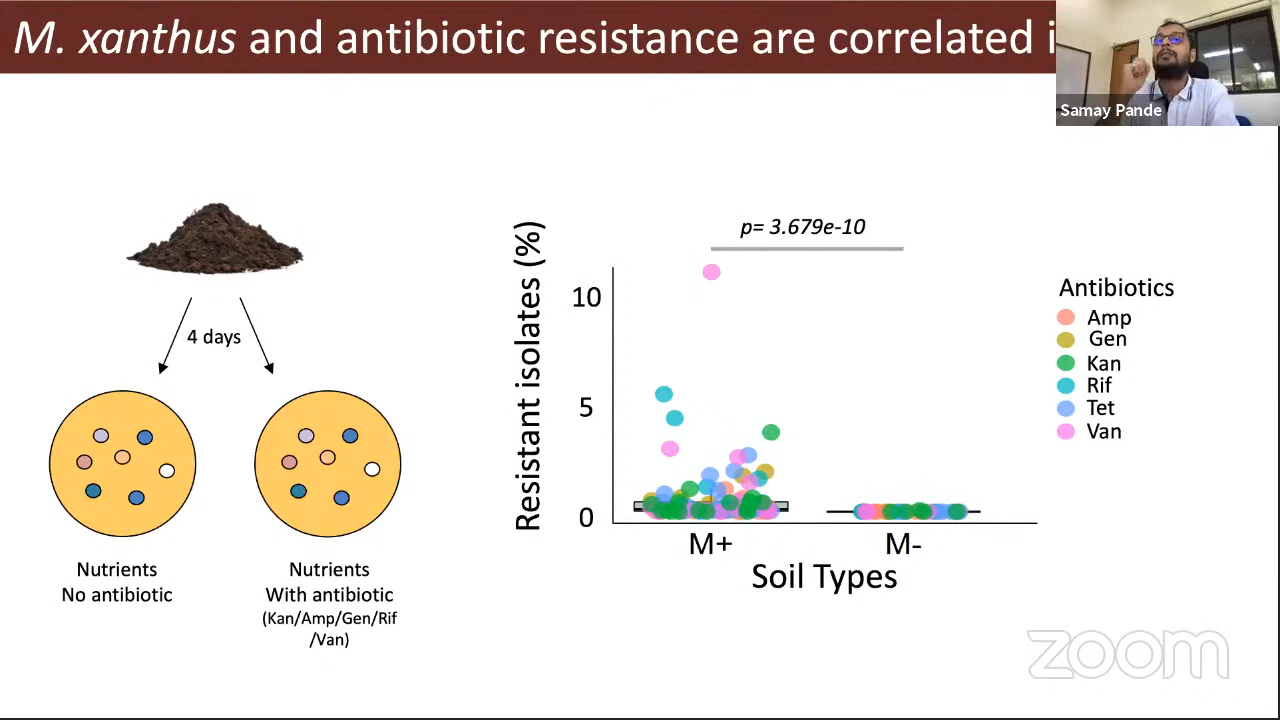 M. xanthus and antibiotic resistance are correlated i
Samay Pande
4 days
Nutrients
No antibiotic
Nutrients
With antibiotic
(Kan/Amp/Gen/Rif
/Van)
p= 3.679e-10
Resistant isolates (%)
10
5
0
M+
M-
Soil Types
Antibiotics
Amp
Gen
Kan
Rif
Tet
Van
zoom